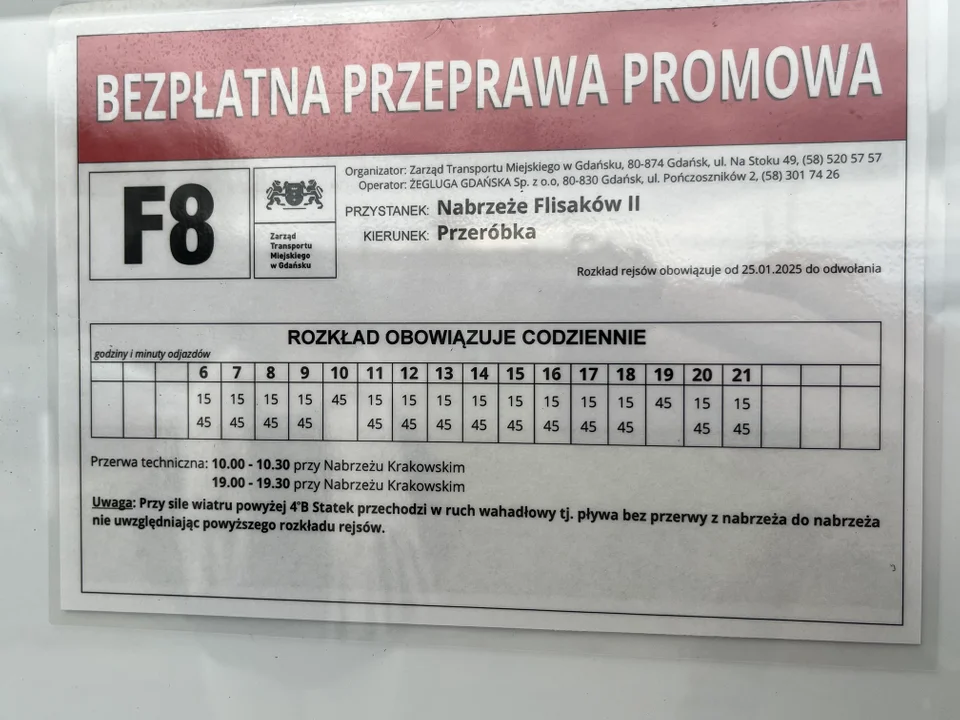 BEZPŁATNA PRZEPRAWA PROMOWA
F8
Zarząd
Transportu
Miejskiego
w Gdańsku
Organizator: Zarząd Transportu Miejskiego w Gdańsku, 80-874 Gdańsk, ul. Na Stoku 49, (58) 520 57 57
Operator: ŻEGLUGA GDAŃSKA Sp. z o.o, 80-830 Gdańsk, ul. Pończoszników 2, (58) 301 74 26
PRZYSTANEK: Nabrzeże Flisaków II
KIERUNEK: Przeróbka
Rozkład rejsów obowiązuje od 25.01.2025 do odwołania
ROZKŁAD OBOWIĄZUJE CODZIENNIE
godziny i minuty odjazdów
6 7 8 9 10 11 12 13 14 15 16 17 18 19 20 21
15 15 15 15 45 15 15 15 15 15 15 15 15 45 15 15
45 45 45 45 45 45 45 45 45 45 45 45 45 45
Przerwa techniczna: 10.00 - 10.30 przy Nabrzeżu Krakowskim
19.00 - 19.30 przy Nabrzeżu Krakowskim
Uwaga: Przy sile wiatru powyżej 4°B Statek przechodzi w ruch wahadłowy tj. pływa bez przerwy z nabrzeża do nabrzeża
nie uwzględniając powyższego rozkładu rejsów.